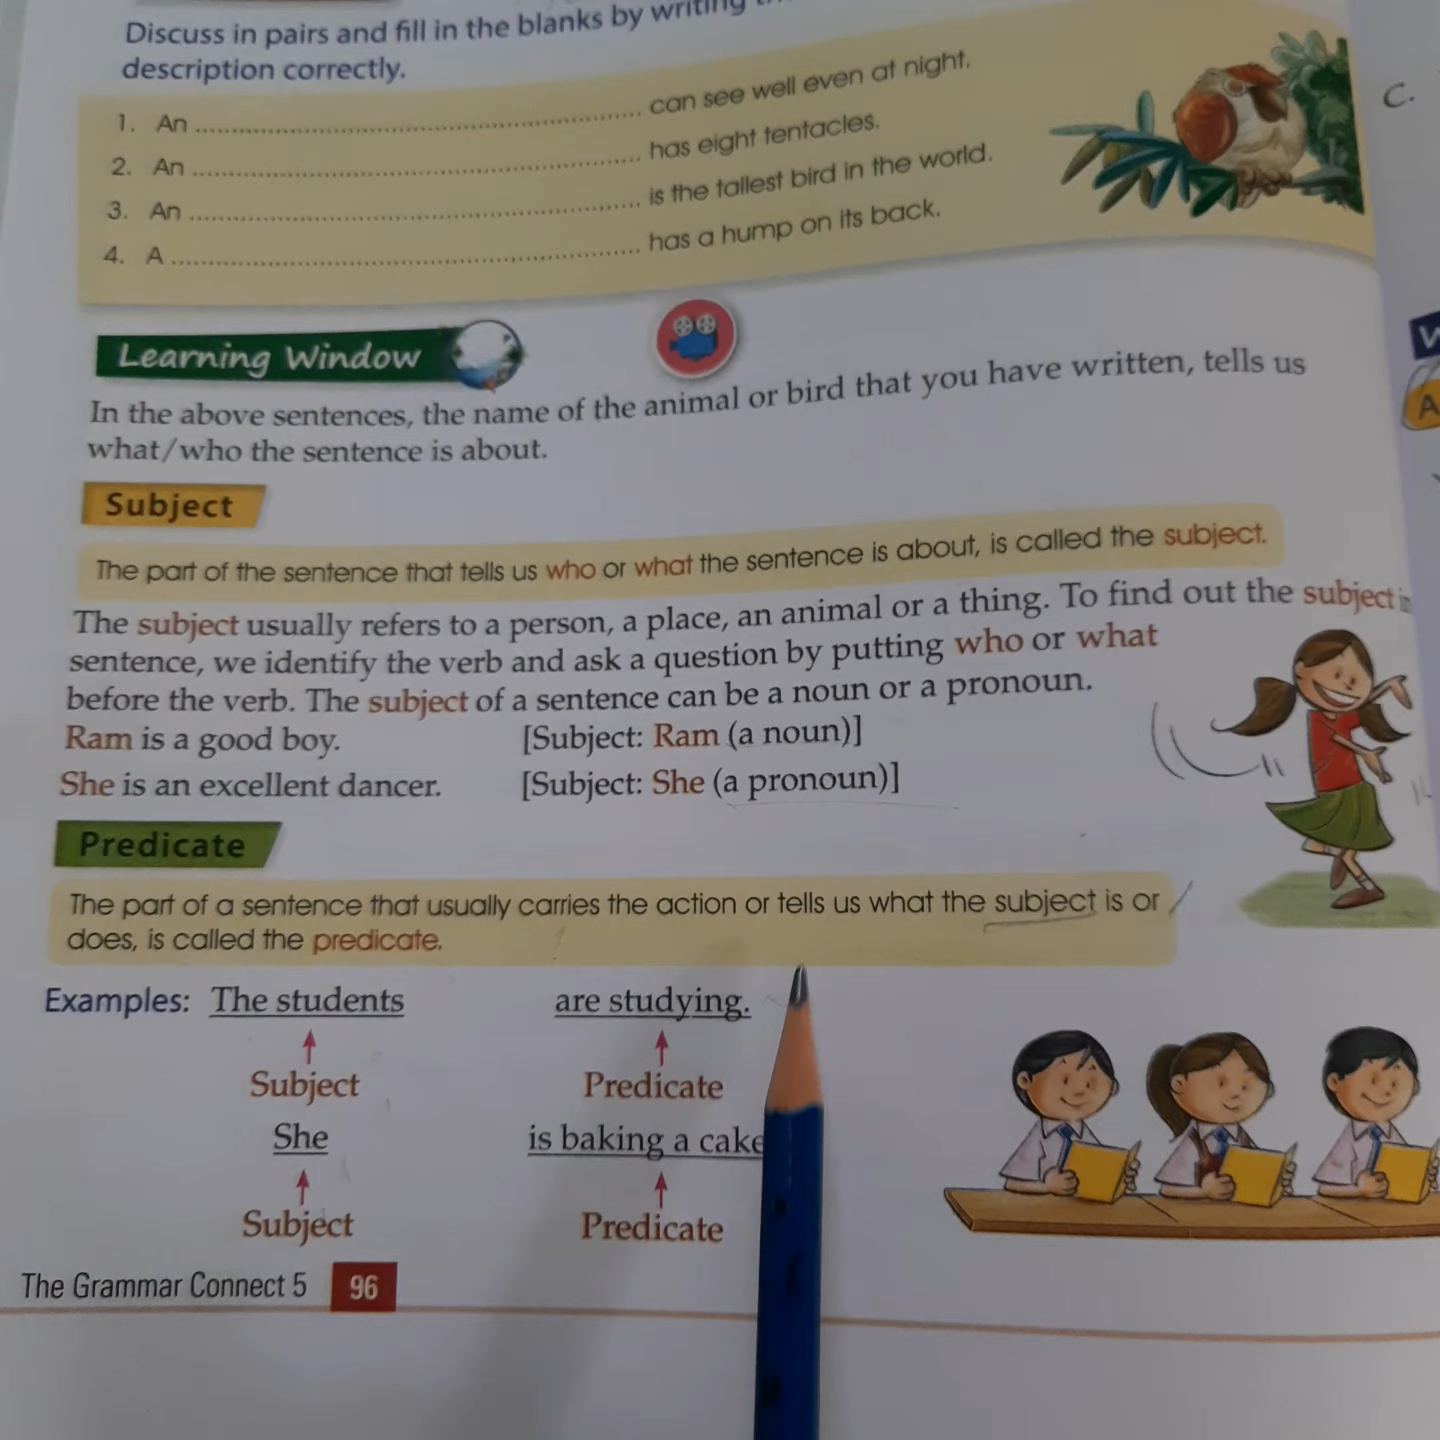 Discuss in pairs and fill in the blanks by writing
description correctly.
1. An ........ can see well even at night.
2. An ........ has eight tentacles.
3. An ........ is the tallest bird in the world.
4. A ........ has a hump on its back.
C.
Learning Window
In the above sentences, the name of the animal or bird that you have written, tells us
what/who the sentence is about.
A
Subject
The part of the sentence that tells us who or what the sentence is about, is called the subject.
The subject usually refers to a person, a place, an animal or a thing. To find out the subject
sentence, we identify the verb and ask a question by putting who or what
before the verb. The subject of a sentence can be a noun or a pronoun.
Ram is a good boy. [Subject: Ram (a noun)]
She is an excellent dancer. [Subject: She (a pronoun)]
Predicate
The part of a sentence that usually carries the action or tells us what the subject is or
does, is called the predicate.
Examples: The students are studying.
Subject Predicate
She is baking a cake
Subject Predicate
The Grammar Connect 5 96